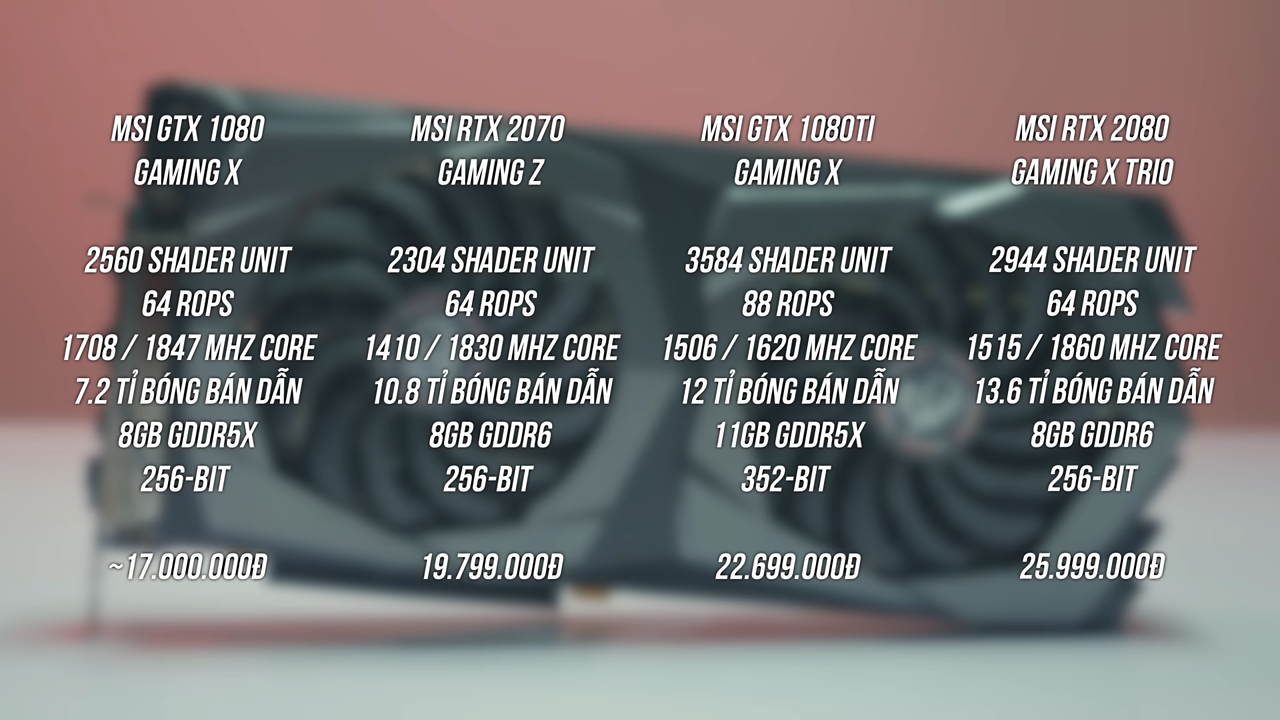 MSI GTX 1080
GAMING X
2560 SHADER UNIT
64 ROPS
1708 / 1847 MHZ CORE
7.2 TỈ BÓNG BÁN DẪN
8GB GDDR5X
256-BIT
~17.000.000Đ
MSI RTX 2070
GAMING Z
2304 SHADER UNIT
64 ROPS
1410 / 1830 MHZ CORE
10.8 TỈ BÓNG BÁN DẪN
8GB GDDR6
256-BIT
19.799.000Đ
MSI GTX 1080TI
GAMING X
3584 SHADER UNIT
88 ROPS
1506 / 1620 MHZ CORE
12 TỈ BÓNG BÁN DẪN
11GB GDDR5X
352-BIT
22.699.000Đ
MSI RTX 2080
GAMING X TRIO
2944 SHADER UNIT
64 ROPS
1515 / 1860 MHZ CORE
13.6 TỈ BÓNG BÁN DẪN
8GB GDDR6
256-BIT
25.999.000Đ